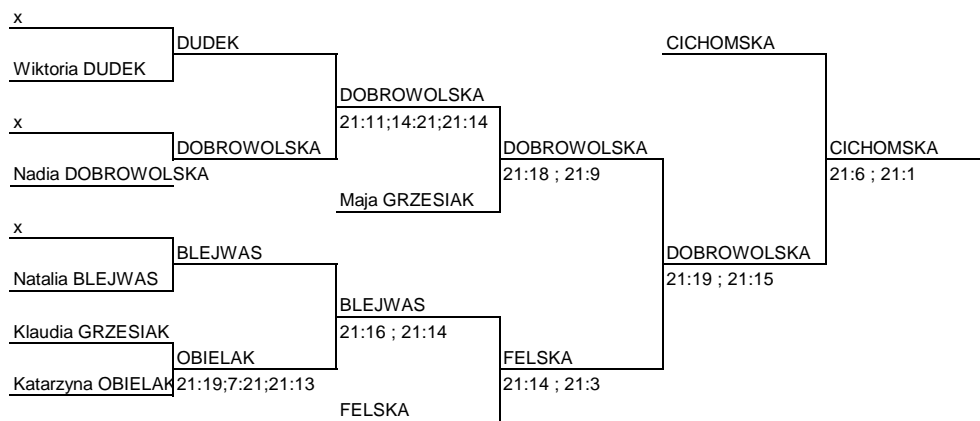 x
DUDEK
CICHOMSKA
Wiktoria DUDEK
DOBROWOLSKA
x
21:11;14:21;21:14
DOBROWOLSKA
DOBROWOLSKA
CICHOMSKA
Nadia DOBROWOLSKA
21:18 ; 21:9
21:6 ; 21:1
Maja GRZESIAK
x
BLEJWAS
DOBROWOLSKA
Natalia BLEJWAS
21:19 ; 21:15
BLEJWAS
Klaudia GRZESIAK
21:16 ; 21:14
OBIELAK
FELSKA
Katarzyna OBIELAK
21:19;7:21;21:13
21:14 ; 21:3
FELSKA